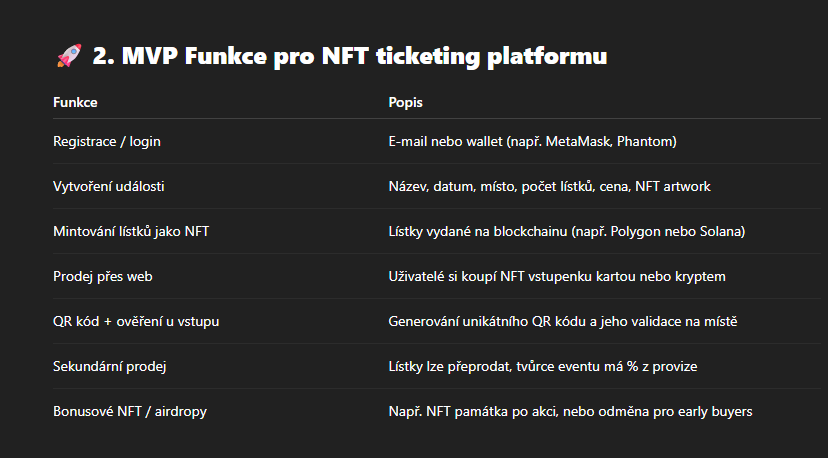 🚀 2. MVP Funkce pro NFT ticketing platformu
Funkce Popis
Registrace / login E-mail nebo wallet (např. MetaMask, Phantom)
Vytvoření události Název, datum, místo, počet lístků, cena, NFT artwork
Mintování lístků jako NFT Lístky vydané na blockchainu (např. Polygon nebo Solana)
Prodej přes web Uživatelé si koupí NFT vstupenku kartou nebo kryptem
QR kód + ověření u vstupu Generování unikátního QR kódu a jeho validace na místě
Sekundární prodej Lístky lze přeprodat, tvůrce eventu má % z provize
Bonusové NFT / airdropy Např. NFT památka po akci, nebo odměna pro early buyers